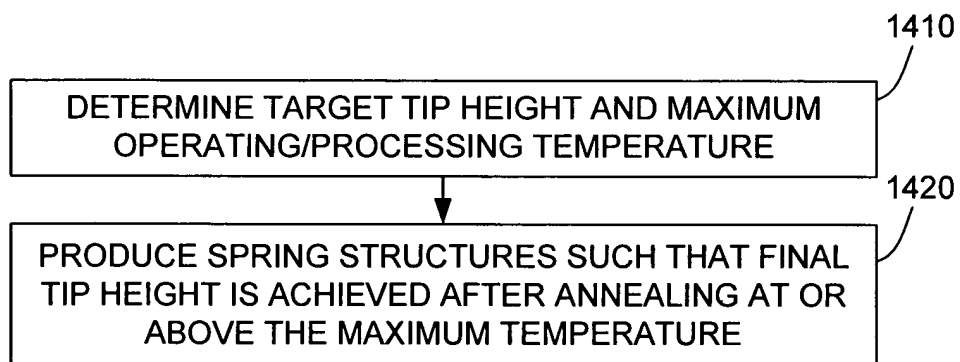 1410
DETERMINE TARGET TIP HEIGHT AND MAXIMUM
OPERATING/PROCESSING TEMPERATURE
1420
PRODUCE SPRING STRUCTURES SUCH THAT FINAL
TIP HEIGHT IS ACHIEVED AFTER ANNEALING AT OR
ABOVE THE MAXIMUM TEMPERATURE